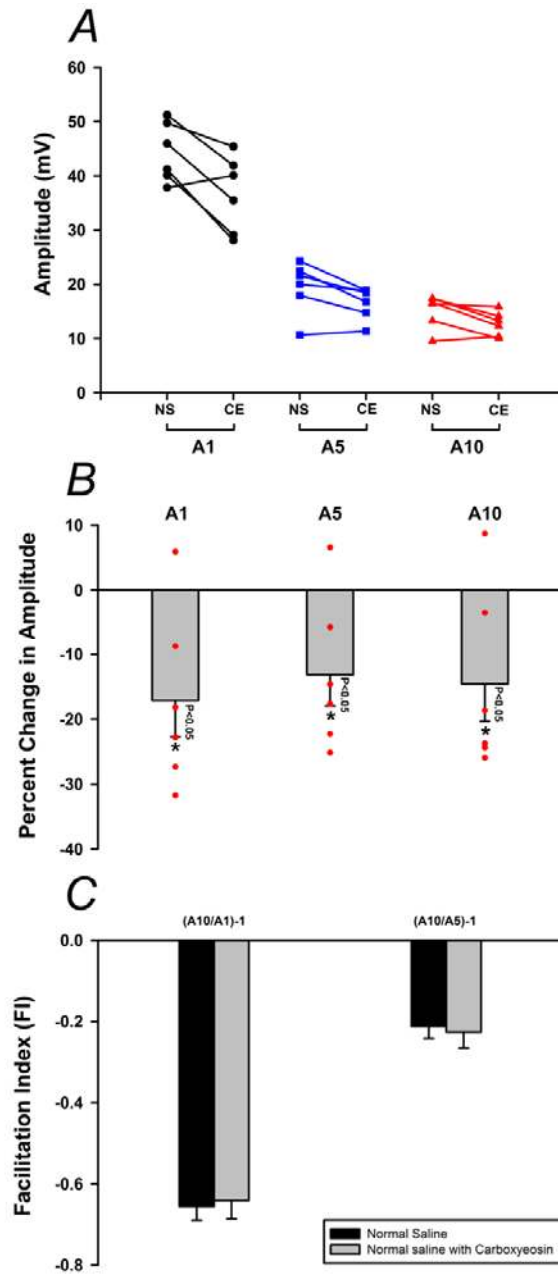 A
60
50
40
30
20
10
0
Amplitude (mV)
NS CE NS CE NS CE
A1 A5 A10
B
A1 A5 A10
10
0
-10
-20
-30
-40
Percent Change in Amplitude
P<0.05 P<0.05 P<0.05
* * *
C
(A10/A1)-1 (A10/A5)-1
0.0
-0.2
-0.4
-0.6
-0.8
Facilitation Index (FI)
Normal Saline
Normal saline with Carboxyeosin